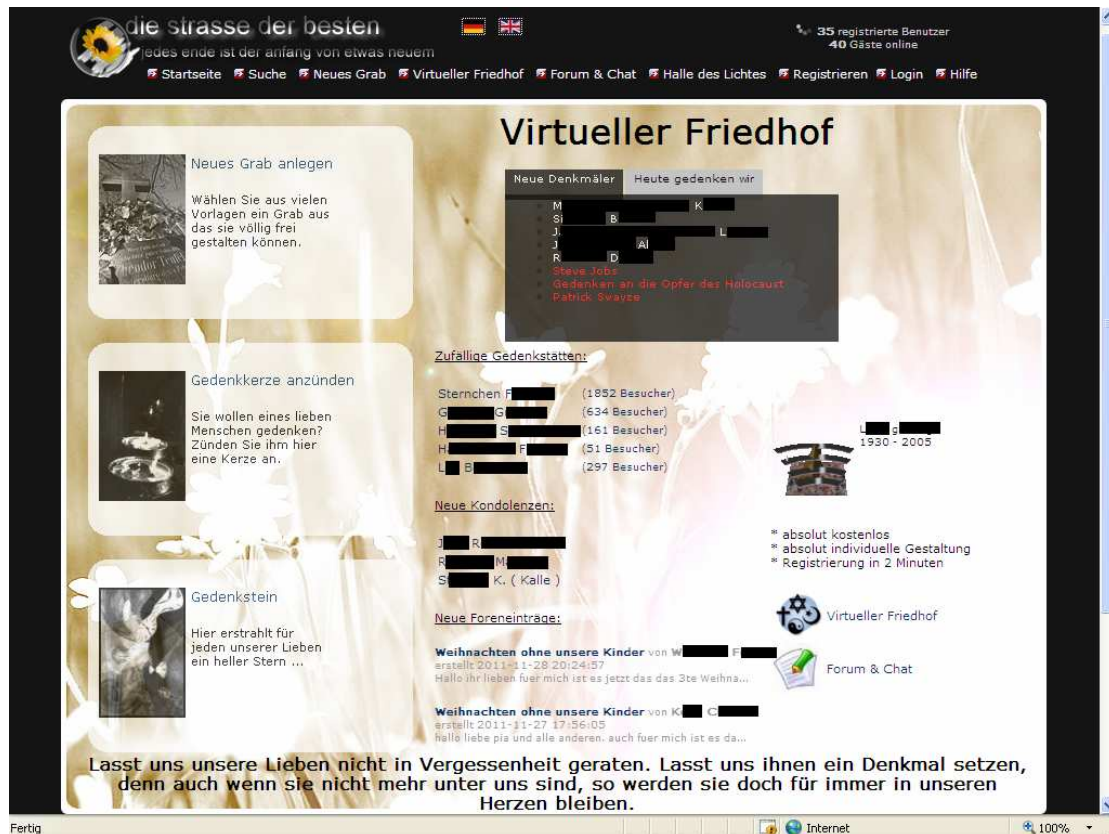 die strasse der besten
jedes ende ist der anfang von etwas neuem
35 registrierte Benutzer
40 Gäste online
Startseite Suche Neues Grab Virtueller Friedhof Forum & Chat Halle des Lichtes Registrieren Login Hilfe
Neues Grab anlegen
Wählen Sie aus vielen
Vorlagen ein Grab aus
das sie völlig frei
gestalten können.
Gedenkkerze anzünden
Sie wollen eines lieben
Menschen gedenken?
Zünden Sie ihm hier
eine Kerze an.
Gedenkstein
Hier erstrahlt für
jeden unserer Lieben
ein heller Stern ...
Virtueller Friedhof
Neue Denkmäler Heute gedenken wir
M K
Si B
J. L
J Al
R D
Steve Jobs
Gedenken an die Opfer des Holocaust
Patrick Swayze
Zufällige Gedenkstätten:
Sternchen F (1852 Besucher)
G G (634 Besucher)
H S (161 Besucher)
H F (51 Besucher)
L B (297 Besucher)
Neue Kondolenzen:
J R
R M
St K. ( Kalle )
Neue Foreneinträge:
Weihnachten ohne unsere Kinder von W F
erstellt 2011-11-28 20:24:57
Hallo ihr lieben fuer mich ist es jetzt das das 3te Weihna...
Weihnachten ohne unsere Kinder von K C
erstellt 2011-11-27 17:56:05
hallo liebe pia und alle anderen. auch fuer mich ist es da...
L g
1930 - 2005
* absolut kostenlos
* absolut individuelle Gestaltung
* Registrierung in 2 Minuten
Virtueller Friedhof
Forum & Chat
Lasst uns unsere Lieben nicht in Vergessenheit geraten. Lasst uns ihnen ein Denkmal setzen,
denn auch wenn sie nicht mehr unter uns sind, so werden sie doch für immer in unseren
Herzen bleiben.
Fertig Internet 100%